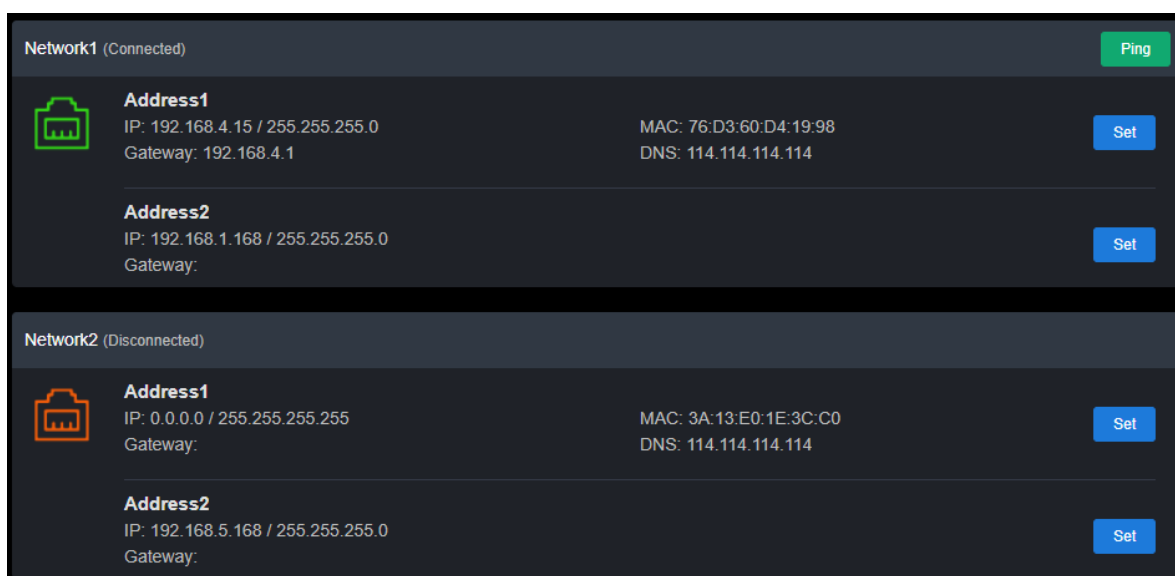 Network1 (Connected)
Ping
Address1
IP: 192.168.4.15 / 255.255.255.0
MAC: 76:D3:60:D4:19:98
Set
Gateway: 192.168.4.1
DNS: 114.114.114.114
Address2
IP: 192.168.1.168 / 255.255.255.0
Set
Gateway:
Network2 (Disconnected)
Address1
IP: 0.0.0.0 / 255.255.255.255
MAC: 3A:13:E0:1E:3C:C0
Set
Gateway:
DNS: 114.114.114.114
Address2
IP: 192.168.5.168 / 255.255.255.0
Set
Gateway: